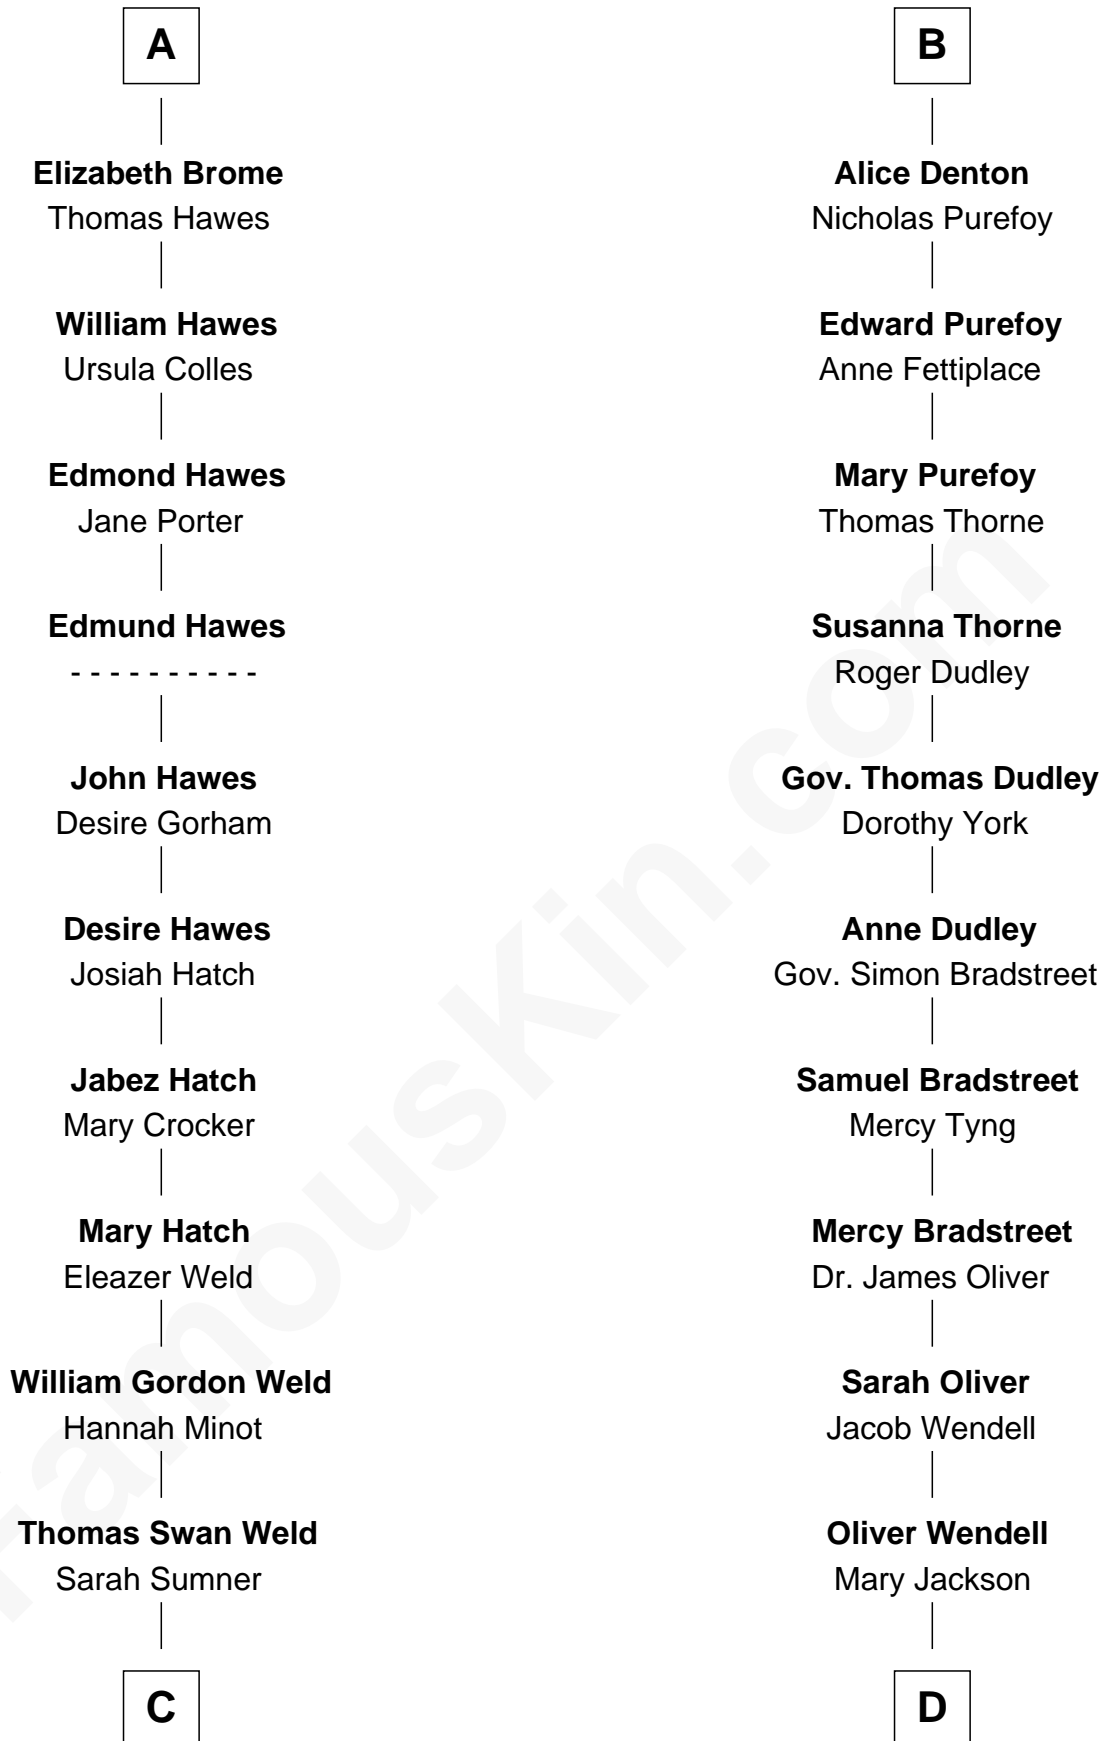 A
Elizabeth Brome
Thomas Hawes
William Hawes
Ursula Colles
Edmond Hawes
Jane Porter
Edmund Hawes
- - - - - - - - - -
John Hawes
Desire Gorham
Desire Hawes
Josiah Hatch
Jabez Hatch
Mary Crocker
Mary Hatch
Eleazer Weld
William Gordon Weld
Hannah Minot
Thomas Swan Weld
Sarah Sumner
C
B
Alice Denton
Nicholas Purefoy
Edward Purefoy
Anne Fettiplace
Mary Purefoy
Thomas Thorne
Susanna Thorne
Roger Dudley
Gov. Thomas Dudley
Dorothy York
Anne Dudley
Gov. Simon Bradstreet
Samuel Bradstreet
Mercy Tyng
Mercy Bradstreet
Dr. James Oliver
Sarah Oliver
Jacob Wendell
Oliver Wendell
Mary Jackson
D
FamousKin.com